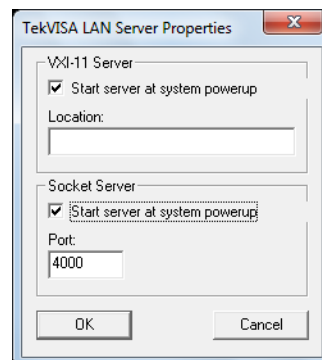 TekVISA LAN Server Properties
VXI-11 Server
Start server at system powerup
Location:
Socket Server
Start server at system powerup
Port:
4000
OK
Cancel